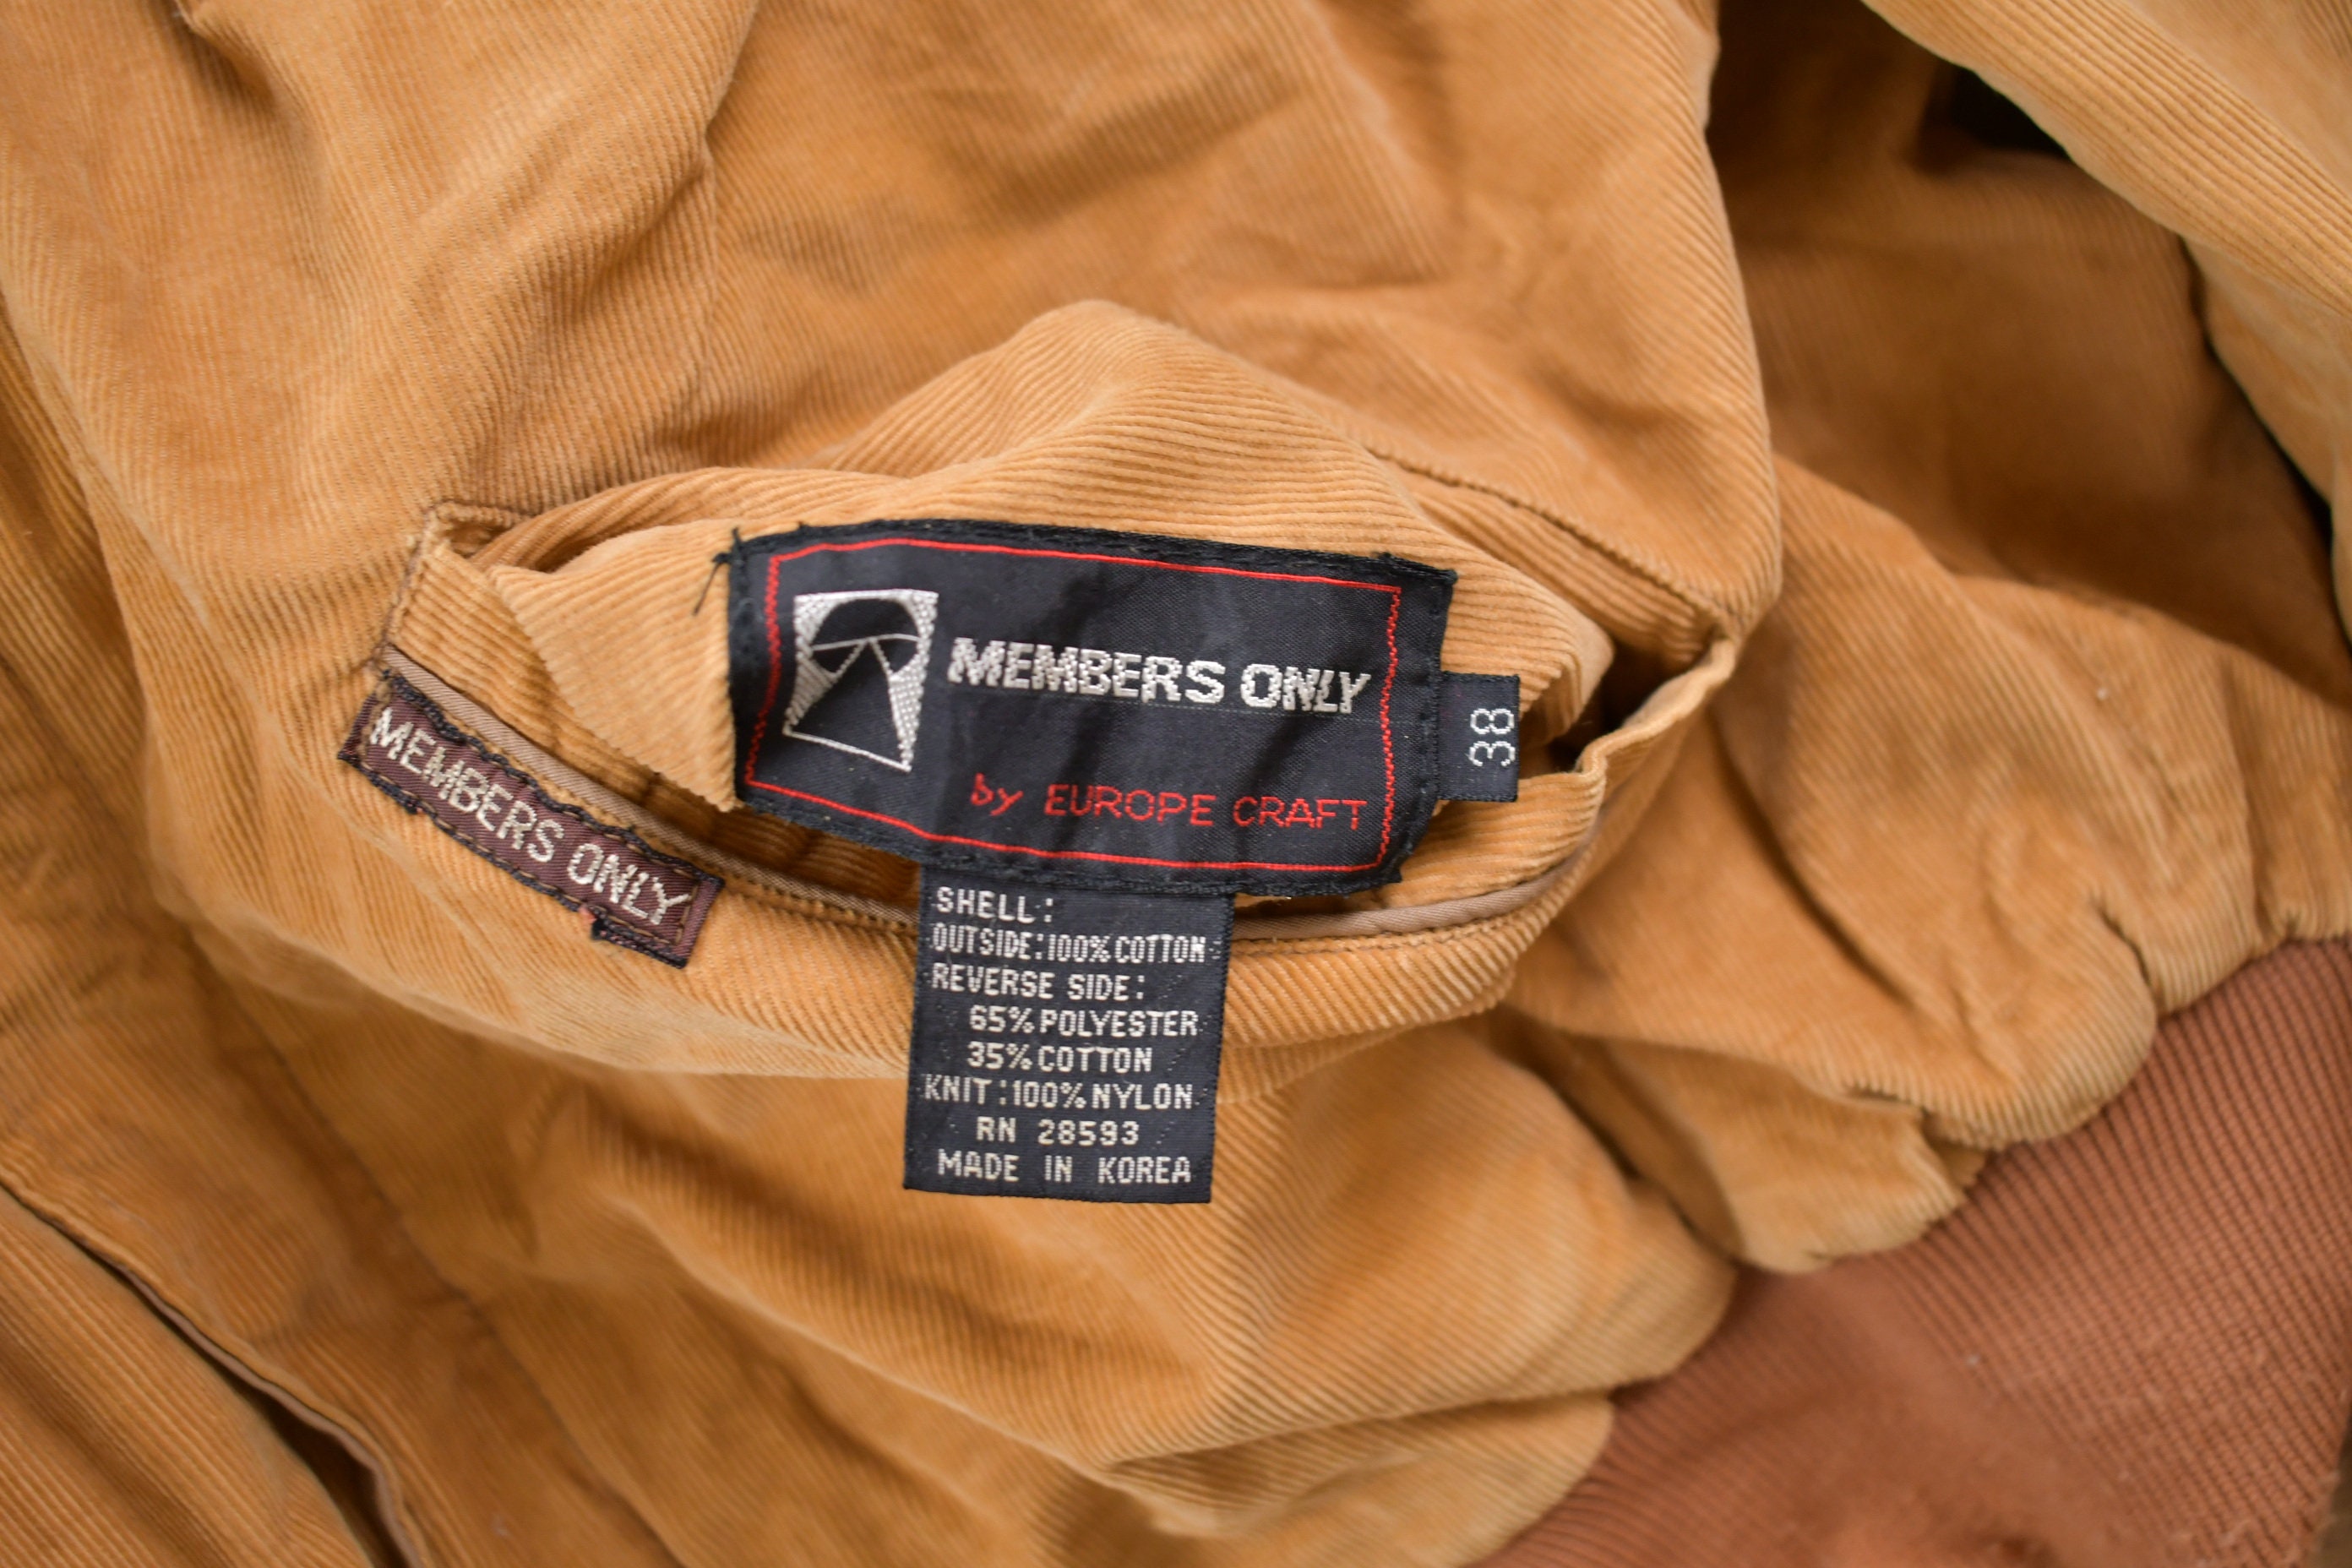 MEMBERS ONLY
by EUROPE CRAFT
38
MEMBERS ONLY
SHELL:
OUTSIDE:100% COTTON
REVERSE SIDE:
65% POLYESTER
35% COTTON
KNIT:100% NYLON
RN 28593
MADE IN KOREA